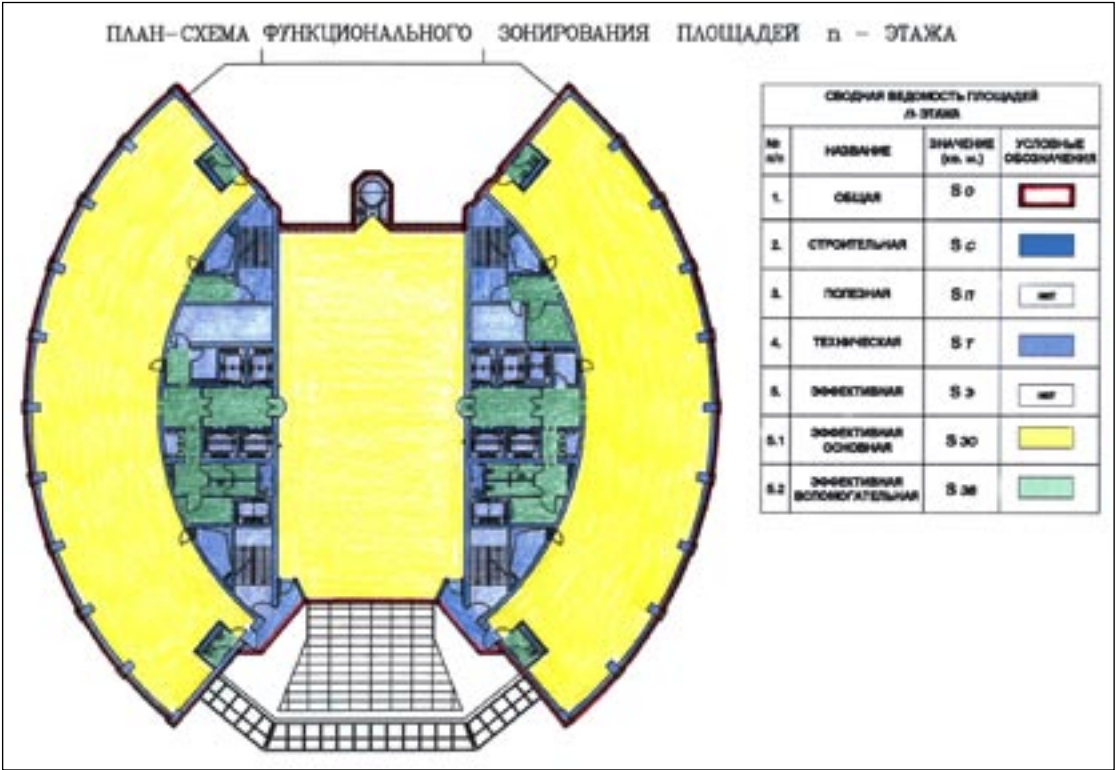 ПЛАН-СХЕМА ФУНКЦИОНАЛЬНОГО ЗОНИРОВАНИЯ ПЛОЩАДЕЙ n - ЭТАЖА
СВОДНАЯ ВЕДОМОСТЬ ПЛОЩАДЕЙ
n- ЭТАЖА
№ п/п НАЗВАНИЕ ЗНАЧЕНИЕ (кв. м.) УСЛОВНЫЕ ОБОЗНАЧЕНИЯ
1. ОБЩАЯ S о
2. СТРОИТЕЛЬНАЯ S с
3. ПОЛЕЗНАЯ S п нет
4. ТЕХНИЧЕСКАЯ S т
5. ЭФФЕКТИВНАЯ S э нет
5.1 ЭФФЕКТИВНАЯ ОСНОВНАЯ S эо
5.2 ЭФФЕКТИВНАЯ ВСПОМОГАТЕЛЬНАЯ S эв